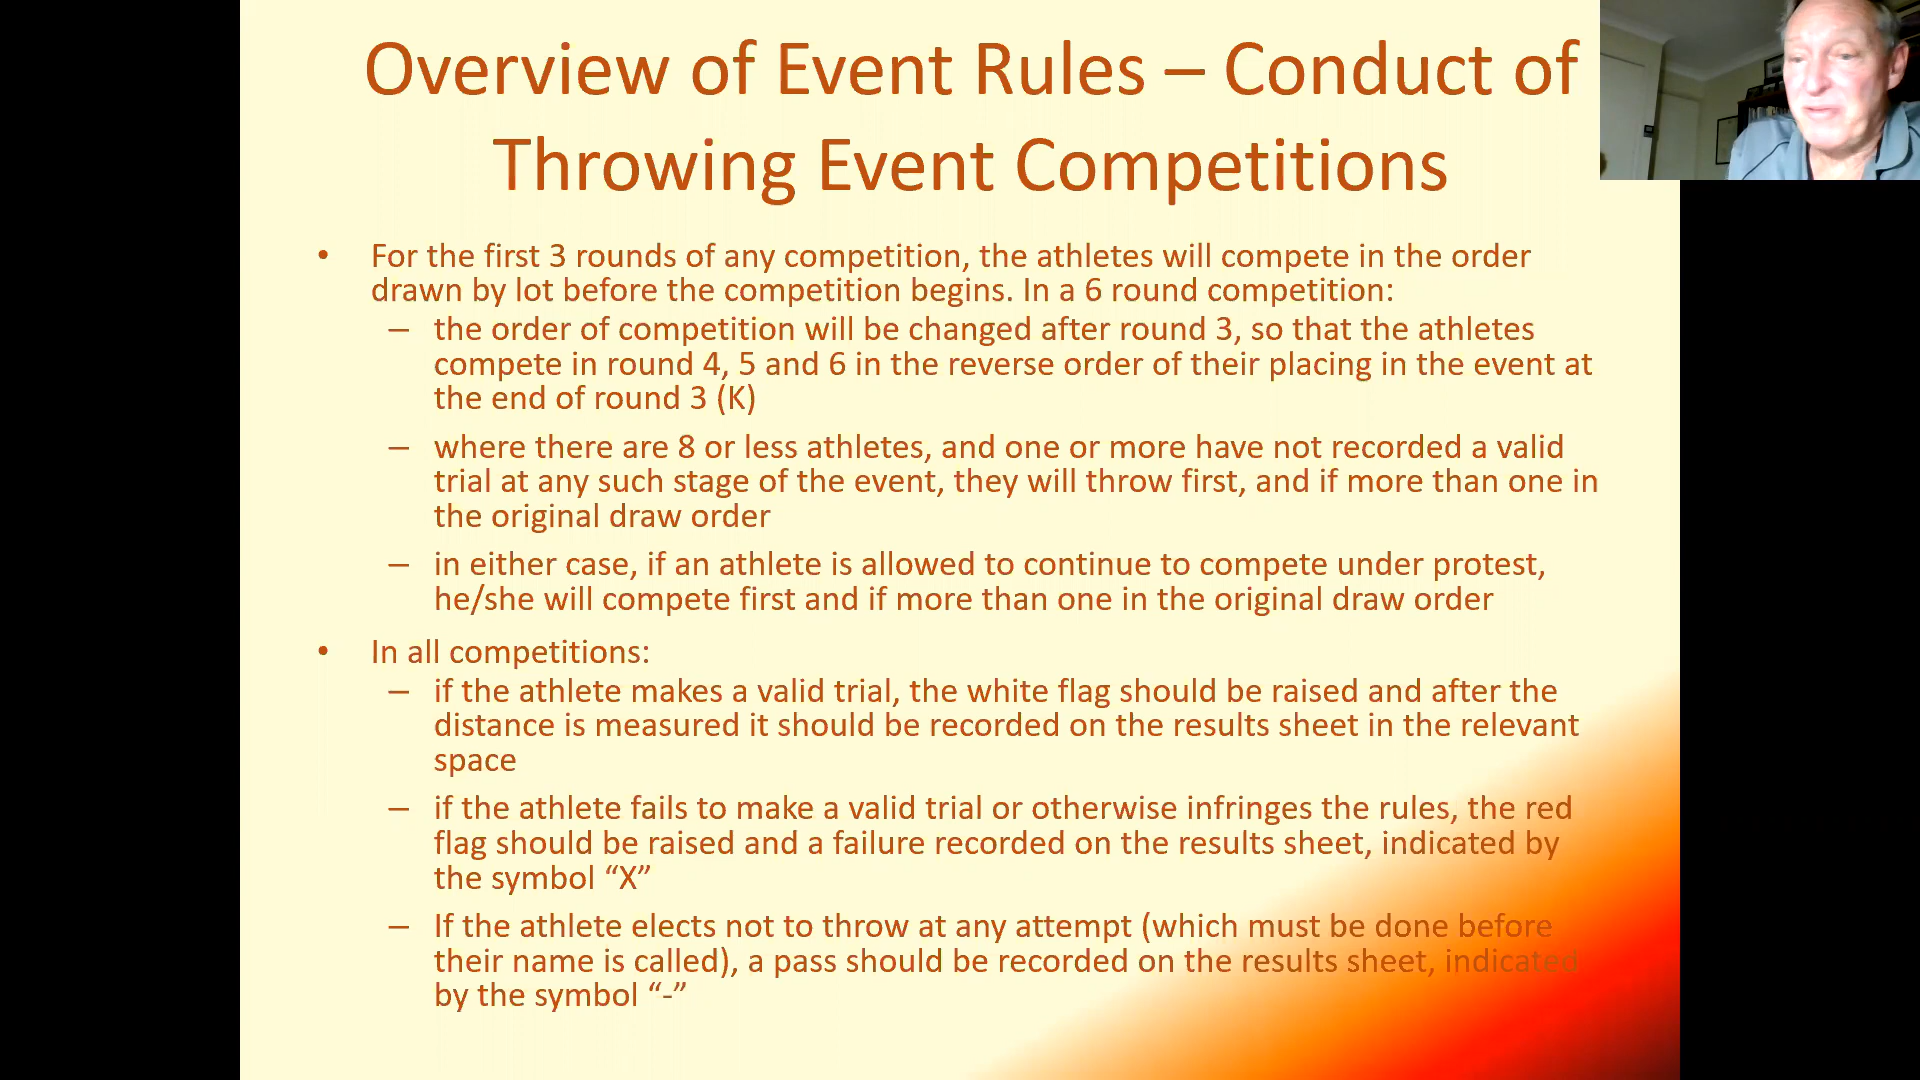 Overview of Event Rules – Conduct of
Throwing Event Competitions
• For the first 3 rounds of any competition, the athletes will compete in the order
drawn by lot before the competition begins. In a 6 round competition:
– the order of competition will be changed after round 3, so that the athletes
compete in round 4, 5 and 6 in the reverse order of their placing in the event at
the end of round 3 (K)
– where there are 8 or less athletes, and one or more have not recorded a valid
trial at any such stage of the event, they will throw first, and if more than one in
the original draw order
– in either case, if an athlete is allowed to continue to compete under protest,
he/she will compete first and if more than one in the original draw order
• In all competitions:
– if the athlete makes a valid trial, the white flag should be raised and after the
distance is measured it should be recorded on the results sheet in the relevant
space
– if the athlete fails to make a valid trial or otherwise infringes the rules, the red
flag should be raised and a failure recorded on the results sheet, indicated by
the symbol “X”
– If the athlete elects not to throw at any attempt (which must be done before
their name is called), a pass should be recorded on the results sheet, indicated
by the symbol “-”